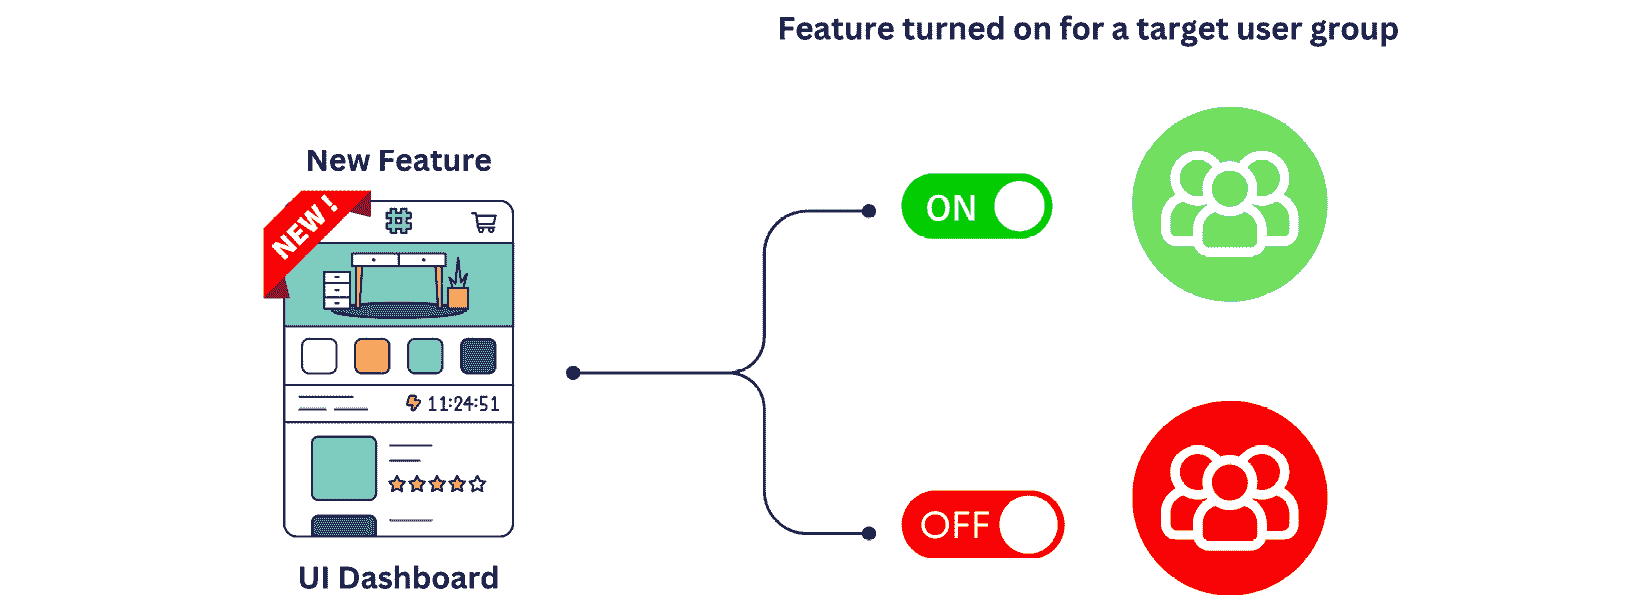 Feature turned on for a target user group
New Feature
NEW !
11:24:51
UI Dashboard
ON
OFF